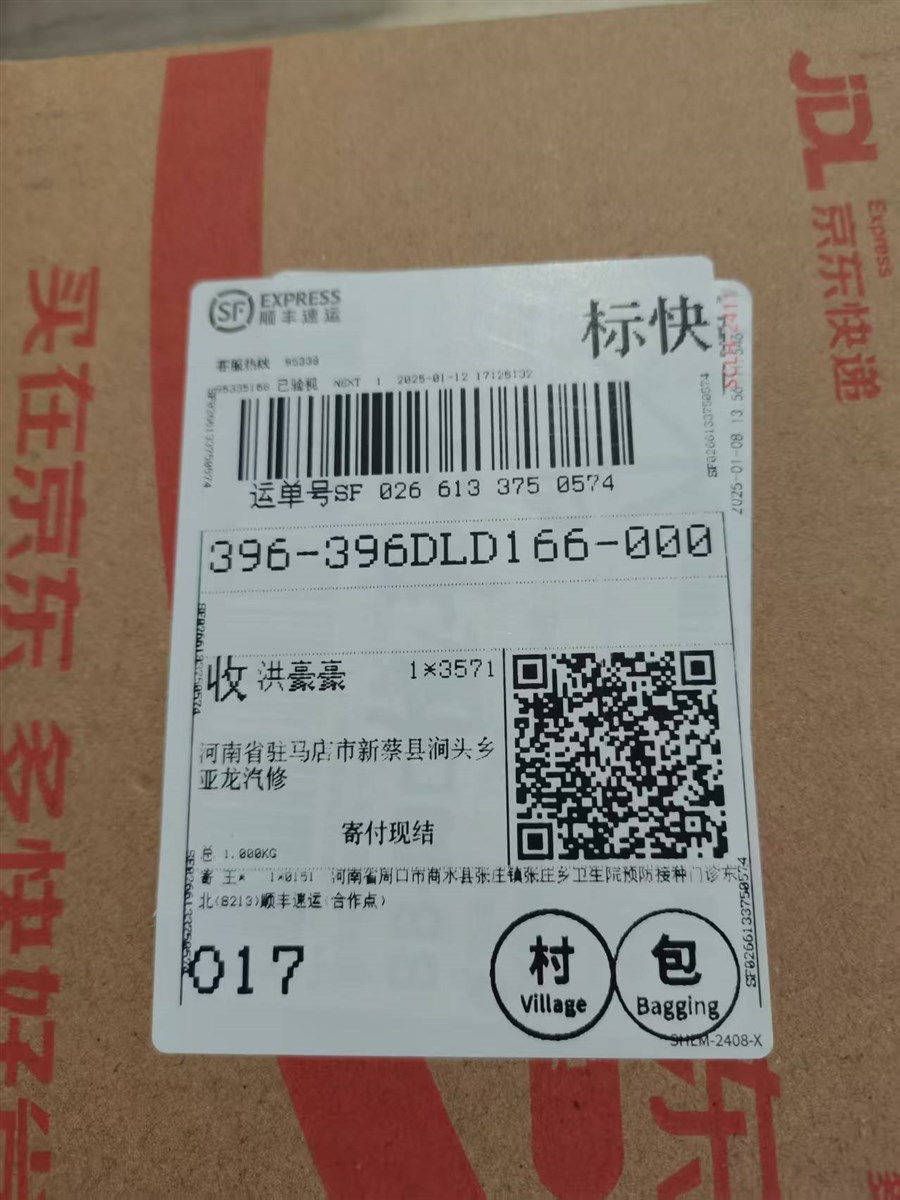 JDL
Express
京东快递
买在京东 多快好省
SF EXPRESS
顺丰速运
标快
客服热线 95338
95335168 已验视 NEXT 1 2025-01-12 17:25:32
运单号SF 026 613 375 0574
396-396DLD166-000
收 洪豪豪 1*3571
河南省驻马店市新蔡县涧头乡
亚龙汽修
寄付现结
总 1.000KG
寄 王* 1*0161 河南省周口市商水县张庄镇张庄乡卫生院预防接种门诊东
北(8213)顺丰速运(合作点)
017
村
Village
包
Bagging
SHLM-2408-X
SF0266133750574
SF0266133750574
SF0266133750574